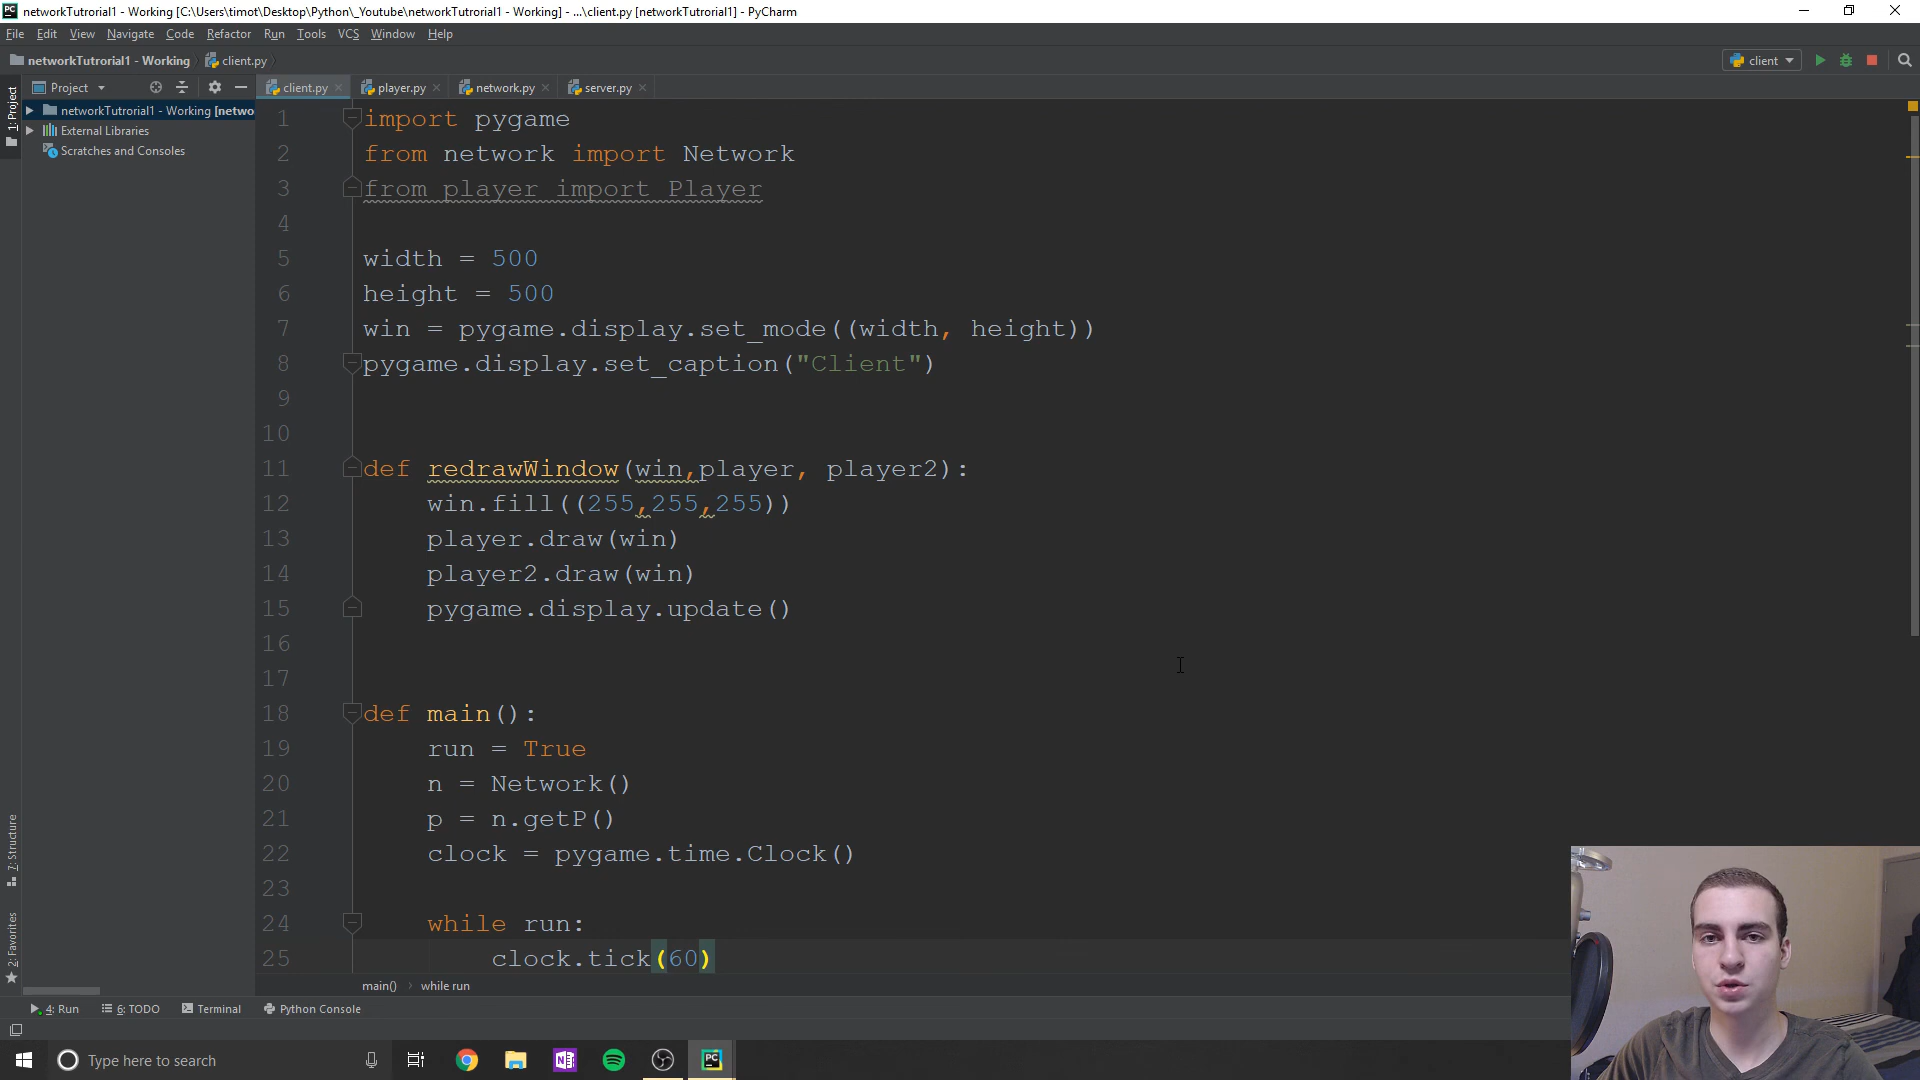 networkTutrorial1 - Working [C:\Users\timot\Desktop\Python\_Youtube\networkTutrorial1 - Working] - ...\client.py [networkTutrorial1] - PyCharm
File Edit View Navigate Code Refactor Run Tools VCS Window Help
networkTutrorial1 - Working client.py client
Project client.py player.py network.py server.py
1: Project
networkTutrorial1 - Working [netwo
External Libraries
Scratches and Consoles
1 import pygame
2 from network import Network
3 from player import Player
4
5 width = 500
6 height = 500
7 win = pygame.display.set_mode((width, height))
8 pygame.display.set_caption("Client")
9
10
11 def redrawWindow(win,player, player2):
12 win.fill((255,255,255))
13 player.draw(win)
14 player2.draw(win)
15 pygame.display.update()
16
17
18 def main():
19 run = True
20 n = Network()
21 p = n.getP()
22 clock = pygame.time.Clock()
23
24 while run:
25 clock.tick(60)
7: Structure
2: Favorites
main() › while run
4: Run 6: TODO Terminal Python Console
Type here to search